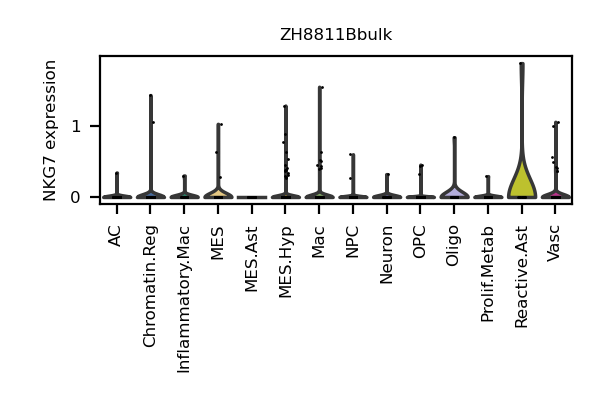 ZH8811Bbulk
NKG7 expression
1
0
AC
Chromatin.Reg
Inflammatory.Mac
MES
MES.Ast
MES.Hyp
Mac
NPC
Neuron
OPC
Oligo
Prolif.Metab
Reactive.Ast
Vasc